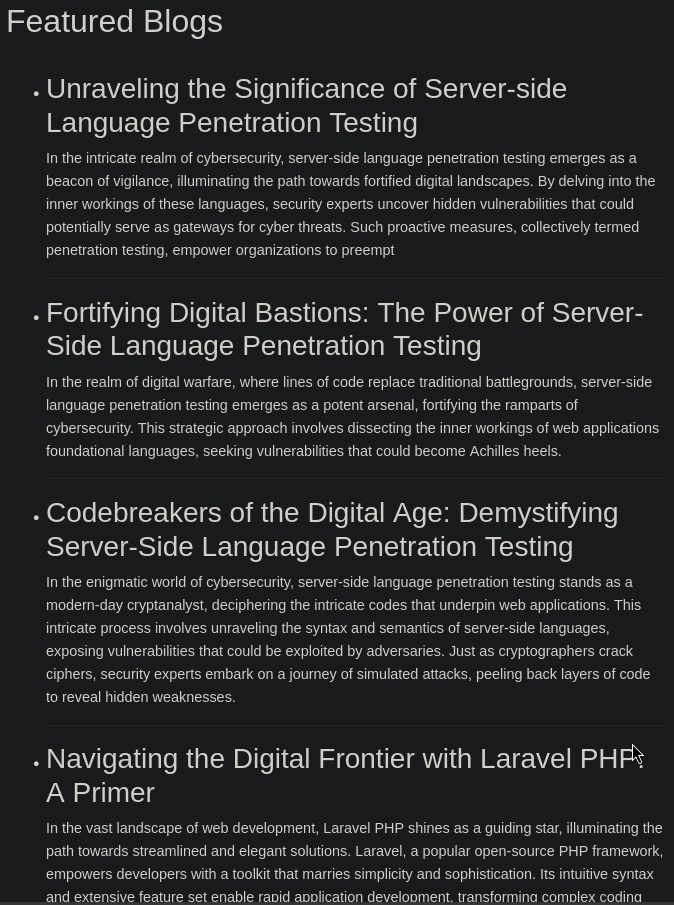 Featured Blogs
Unraveling the Significance of Server-side
Language Penetration Testing
In the intricate realm of cybersecurity, server-side language penetration testing emerges as a
beacon of vigilance, illuminating the path towards fortified digital landscapes. By delving into the
inner workings of these languages, security experts uncover hidden vulnerabilities that could
potentially serve as gateways for cyber threats. Such proactive measures, collectively termed
penetration testing, empower organizations to preempt
Fortifying Digital Bastions: The Power of Server-
Side Language Penetration Testing
In the realm of digital warfare, where lines of code replace traditional battlegrounds, server-side
language penetration testing emerges as a potent arsenal, fortifying the ramparts of
cybersecurity. This strategic approach involves dissecting the inner workings of web applications
foundational languages, seeking vulnerabilities that could become Achilles heels.
Codebreakers of the Digital Age: Demystifying
Server-Side Language Penetration Testing
In the enigmatic world of cybersecurity, server-side language penetration testing stands as a
modern-day cryptanalyst, deciphering the intricate codes that underpin web applications. This
intricate process involves unraveling the syntax and semantics of server-side languages,
exposing vulnerabilities that could be exploited by adversaries. Just as cryptographers crack
ciphers, security experts embark on a journey of simulated attacks, peeling back layers of code
to reveal hidden weaknesses.
Navigating the Digital Frontier with Laravel PHP:
A Primer
In the vast landscape of web development, Laravel PHP shines as a guiding star, illuminating the
path towards streamlined and elegant solutions. Laravel, a popular open-source PHP framework,
empowers developers with a toolkit that marries simplicity and sophistication. Its intuitive syntax
and extensive feature set enable rapid application development, transforming complex coding